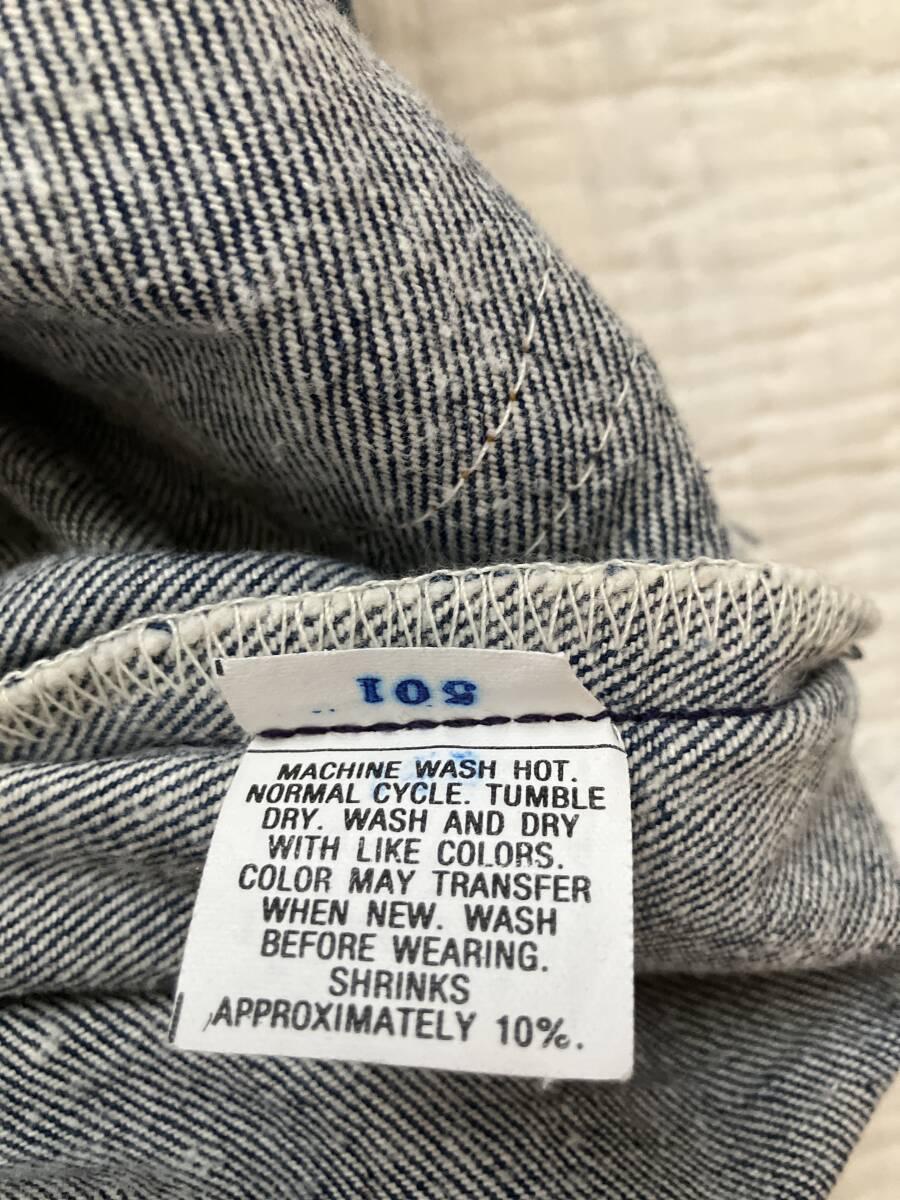 501
MACHINE WASH HOT.
NORMAL CYCLE. TUMBLE
DRY. WASH AND DRY
WITH LIKE COLORS.
COLOR MAY TRANSFER
WHEN NEW. WASH
BEFORE WEARING.
SHRINKS
APPROXIMATELY 10%.